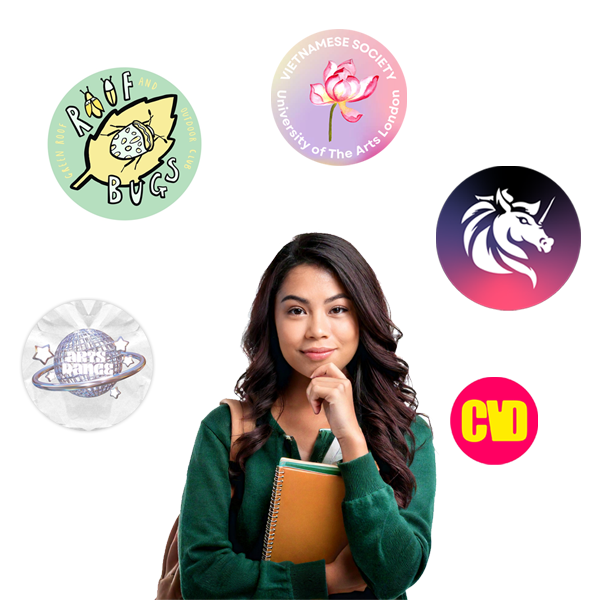 VIETNAMESE SOCIETY
University of The Arts London
ROOF
AND
BUGS
GREEN ROOF
OUTDOOR CLUB
ARTS
DANCE
CVD